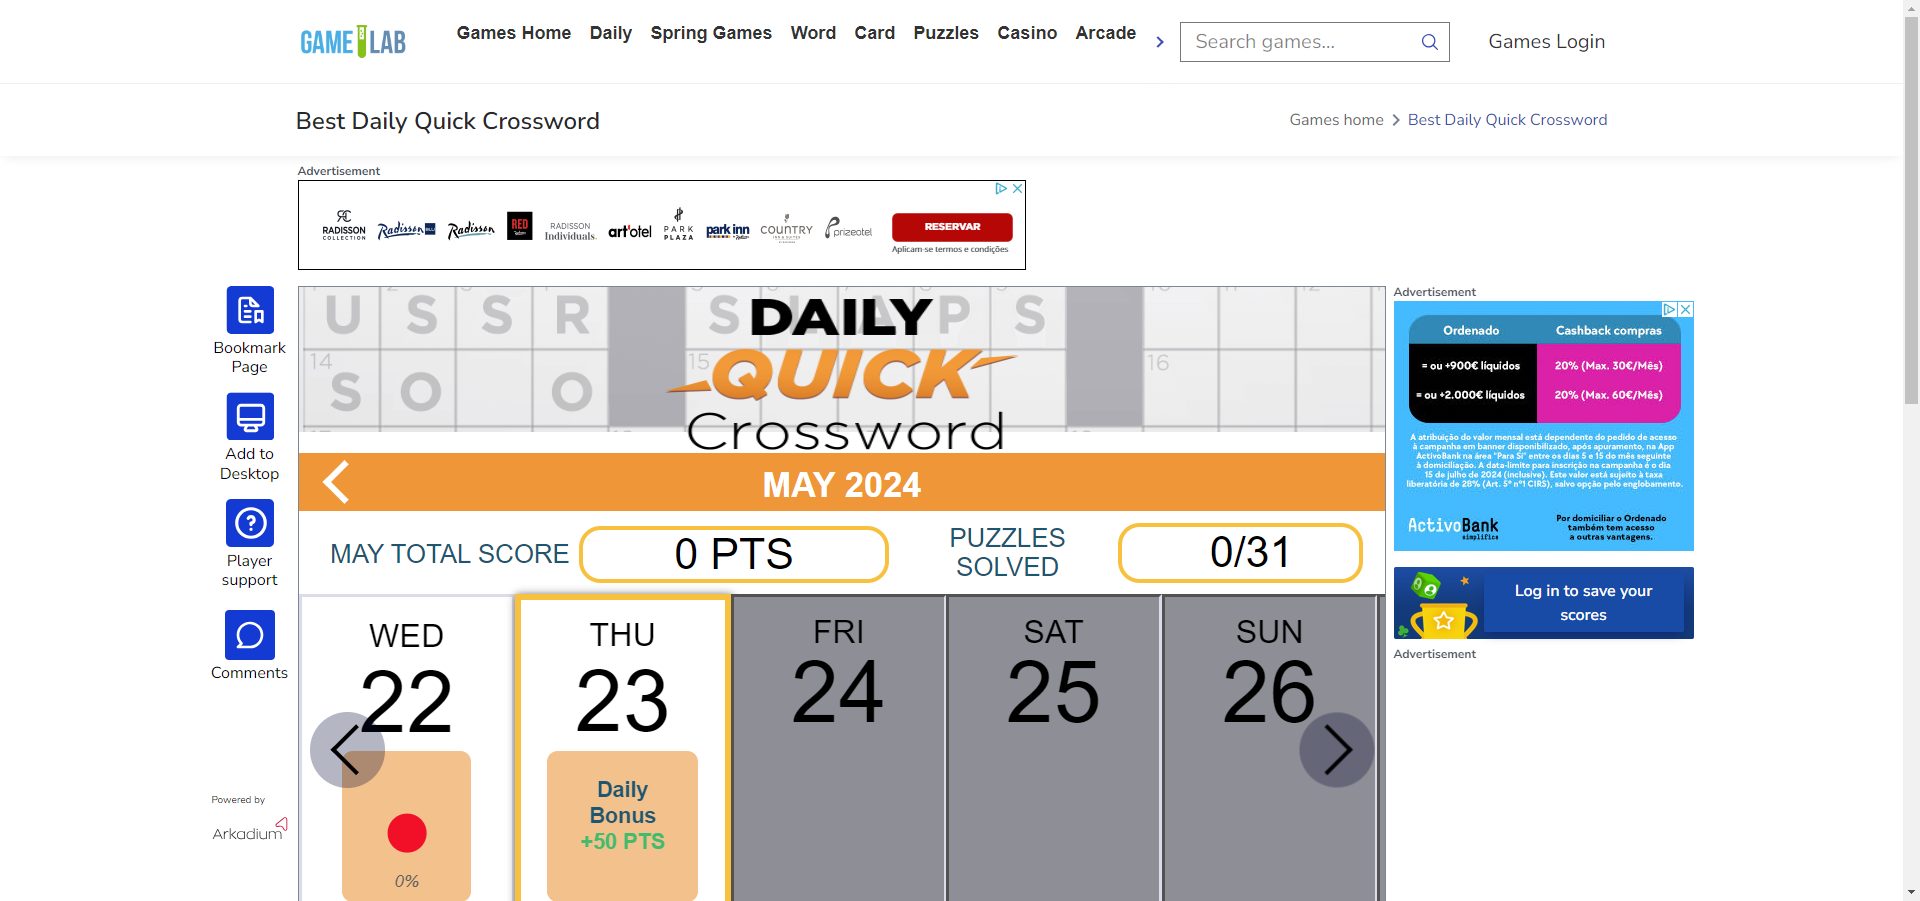 GAME LAB
Games Home Daily Spring Games Word Card Puzzles Casino Arcade
Search games...
Games Login
Best Daily Quick Crossword
Games home Best Daily Quick Crossword
Advertisement
RADISSON COLLECTION
Radisson BLU
Radisson
RED
RADISSON Individuals
art'otel
PARK PLAZA
park inn
COUNTRY
prizeotel
RESERVAR
Aplicam-se termos e condições
Bookmark
Page
Add to
Desktop
Player
support
Comments
Powered by
Arkadium
U S S R S A P S
14 S O O 15 16
DAILY
QUICK
Crossword
MAY 2024
MAY TOTAL SCORE 0 PTS
PUZZLES
SOLVED
0/31
WED
22
0%
THU
23
Daily
Bonus
+50 PTS
FRI
24
SAT
25
SUN
26
Advertisement
Ordenado Cashback compras
= ou +900€ líquidos 20% (Max. 30€/Mês)
= ou +2.000€ líquidos 20% (Max. 60€/Mês)
A atribuição do valor mensal está dependente do pedido de acesso
à campanha em banner disponibilizado, após apuramento, na App
ActivoBank na área "Para Si" entre os dias 5 e 15 do mês seguinte
à domiciliação. A data-limite para inscrição na campanha é o dia
15 de julho de 2024 (inclusive). Este valor está sujeito à taxa
liberatória de 28% (Art. 5º nº1 CIRS), salvo opção pelo englobamento.
ActivoBank
simplifica
Por domiciliar o Ordenado
também tem acesso
a outras vantagens.
Log in to save your
scores
Advertisement